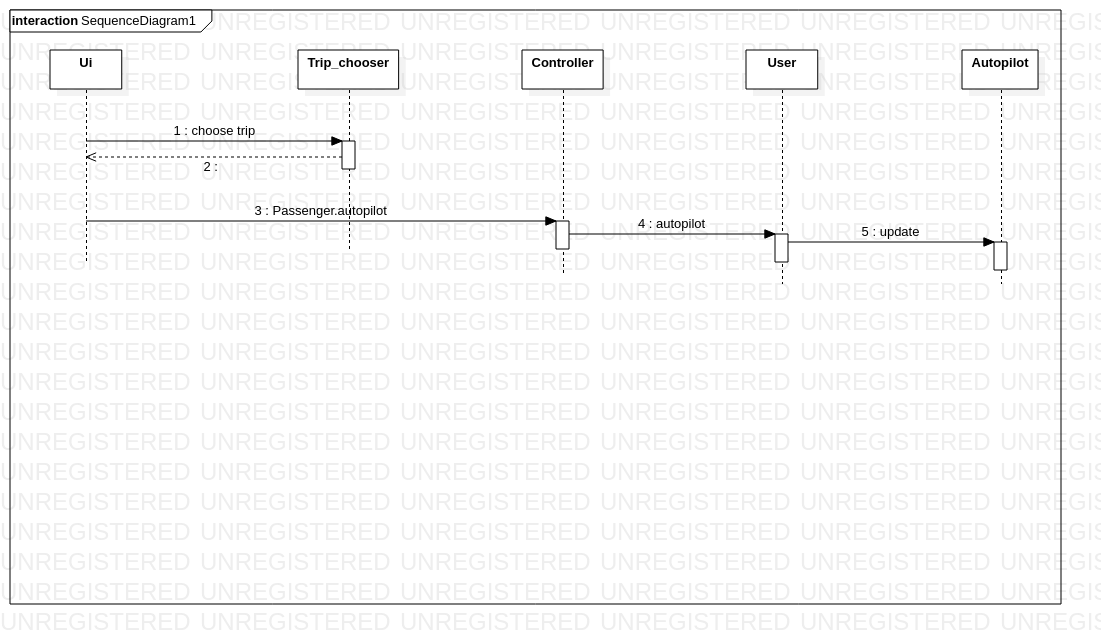 interaction SequenceDiagram1
Ui
Trip_chooser
Controller
User
Autopilot
1 : choose trip
2 :
3 : Passenger.autopilot
4 : autopilot
5 : update
UNREGISTERED UNREGISTERED UNREGISTERED UNREGISTERED UNREGISTERED